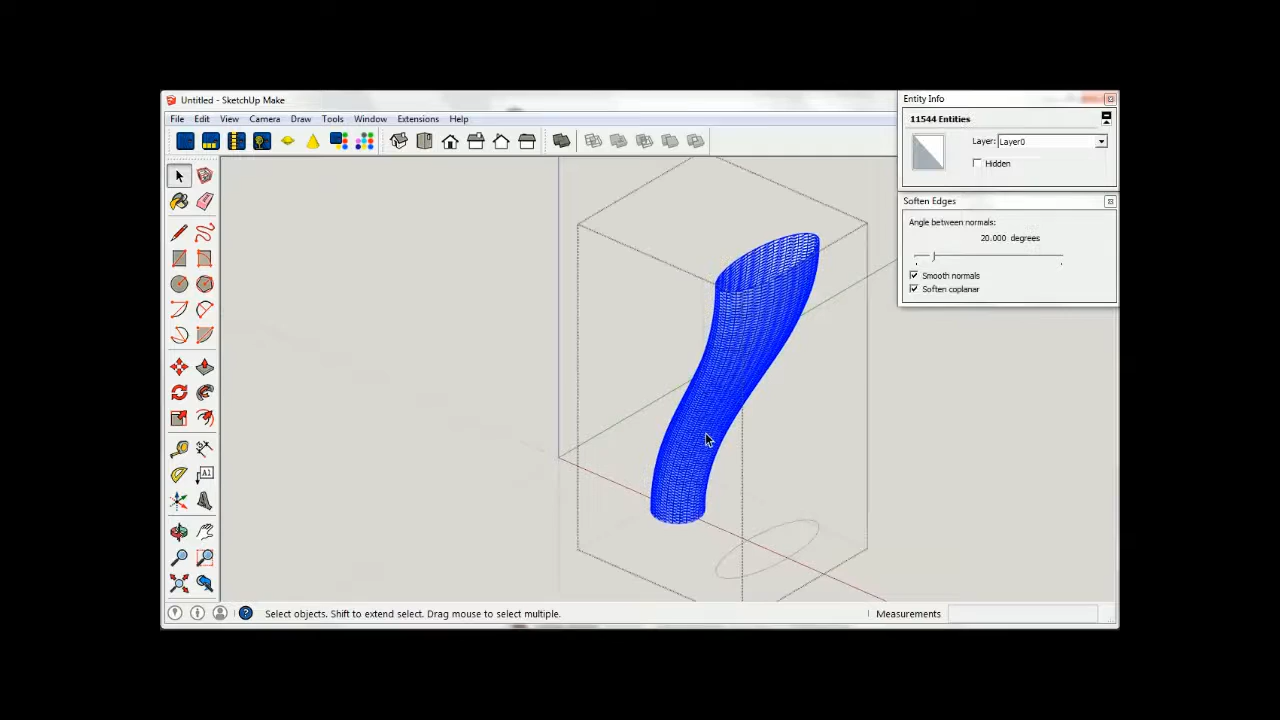 Untitled - SketchUp Make
File Edit View Camera Draw Tools Window Extensions Help
Entity Info
11544 Entities
Layer: Layer0
Hidden
Soften Edges
Angle between normals:
20.000 degrees
Smooth normals
Soften coplanar
A1
Select objects. Shift to extend select. Drag mouse to select multiple.
Measurements